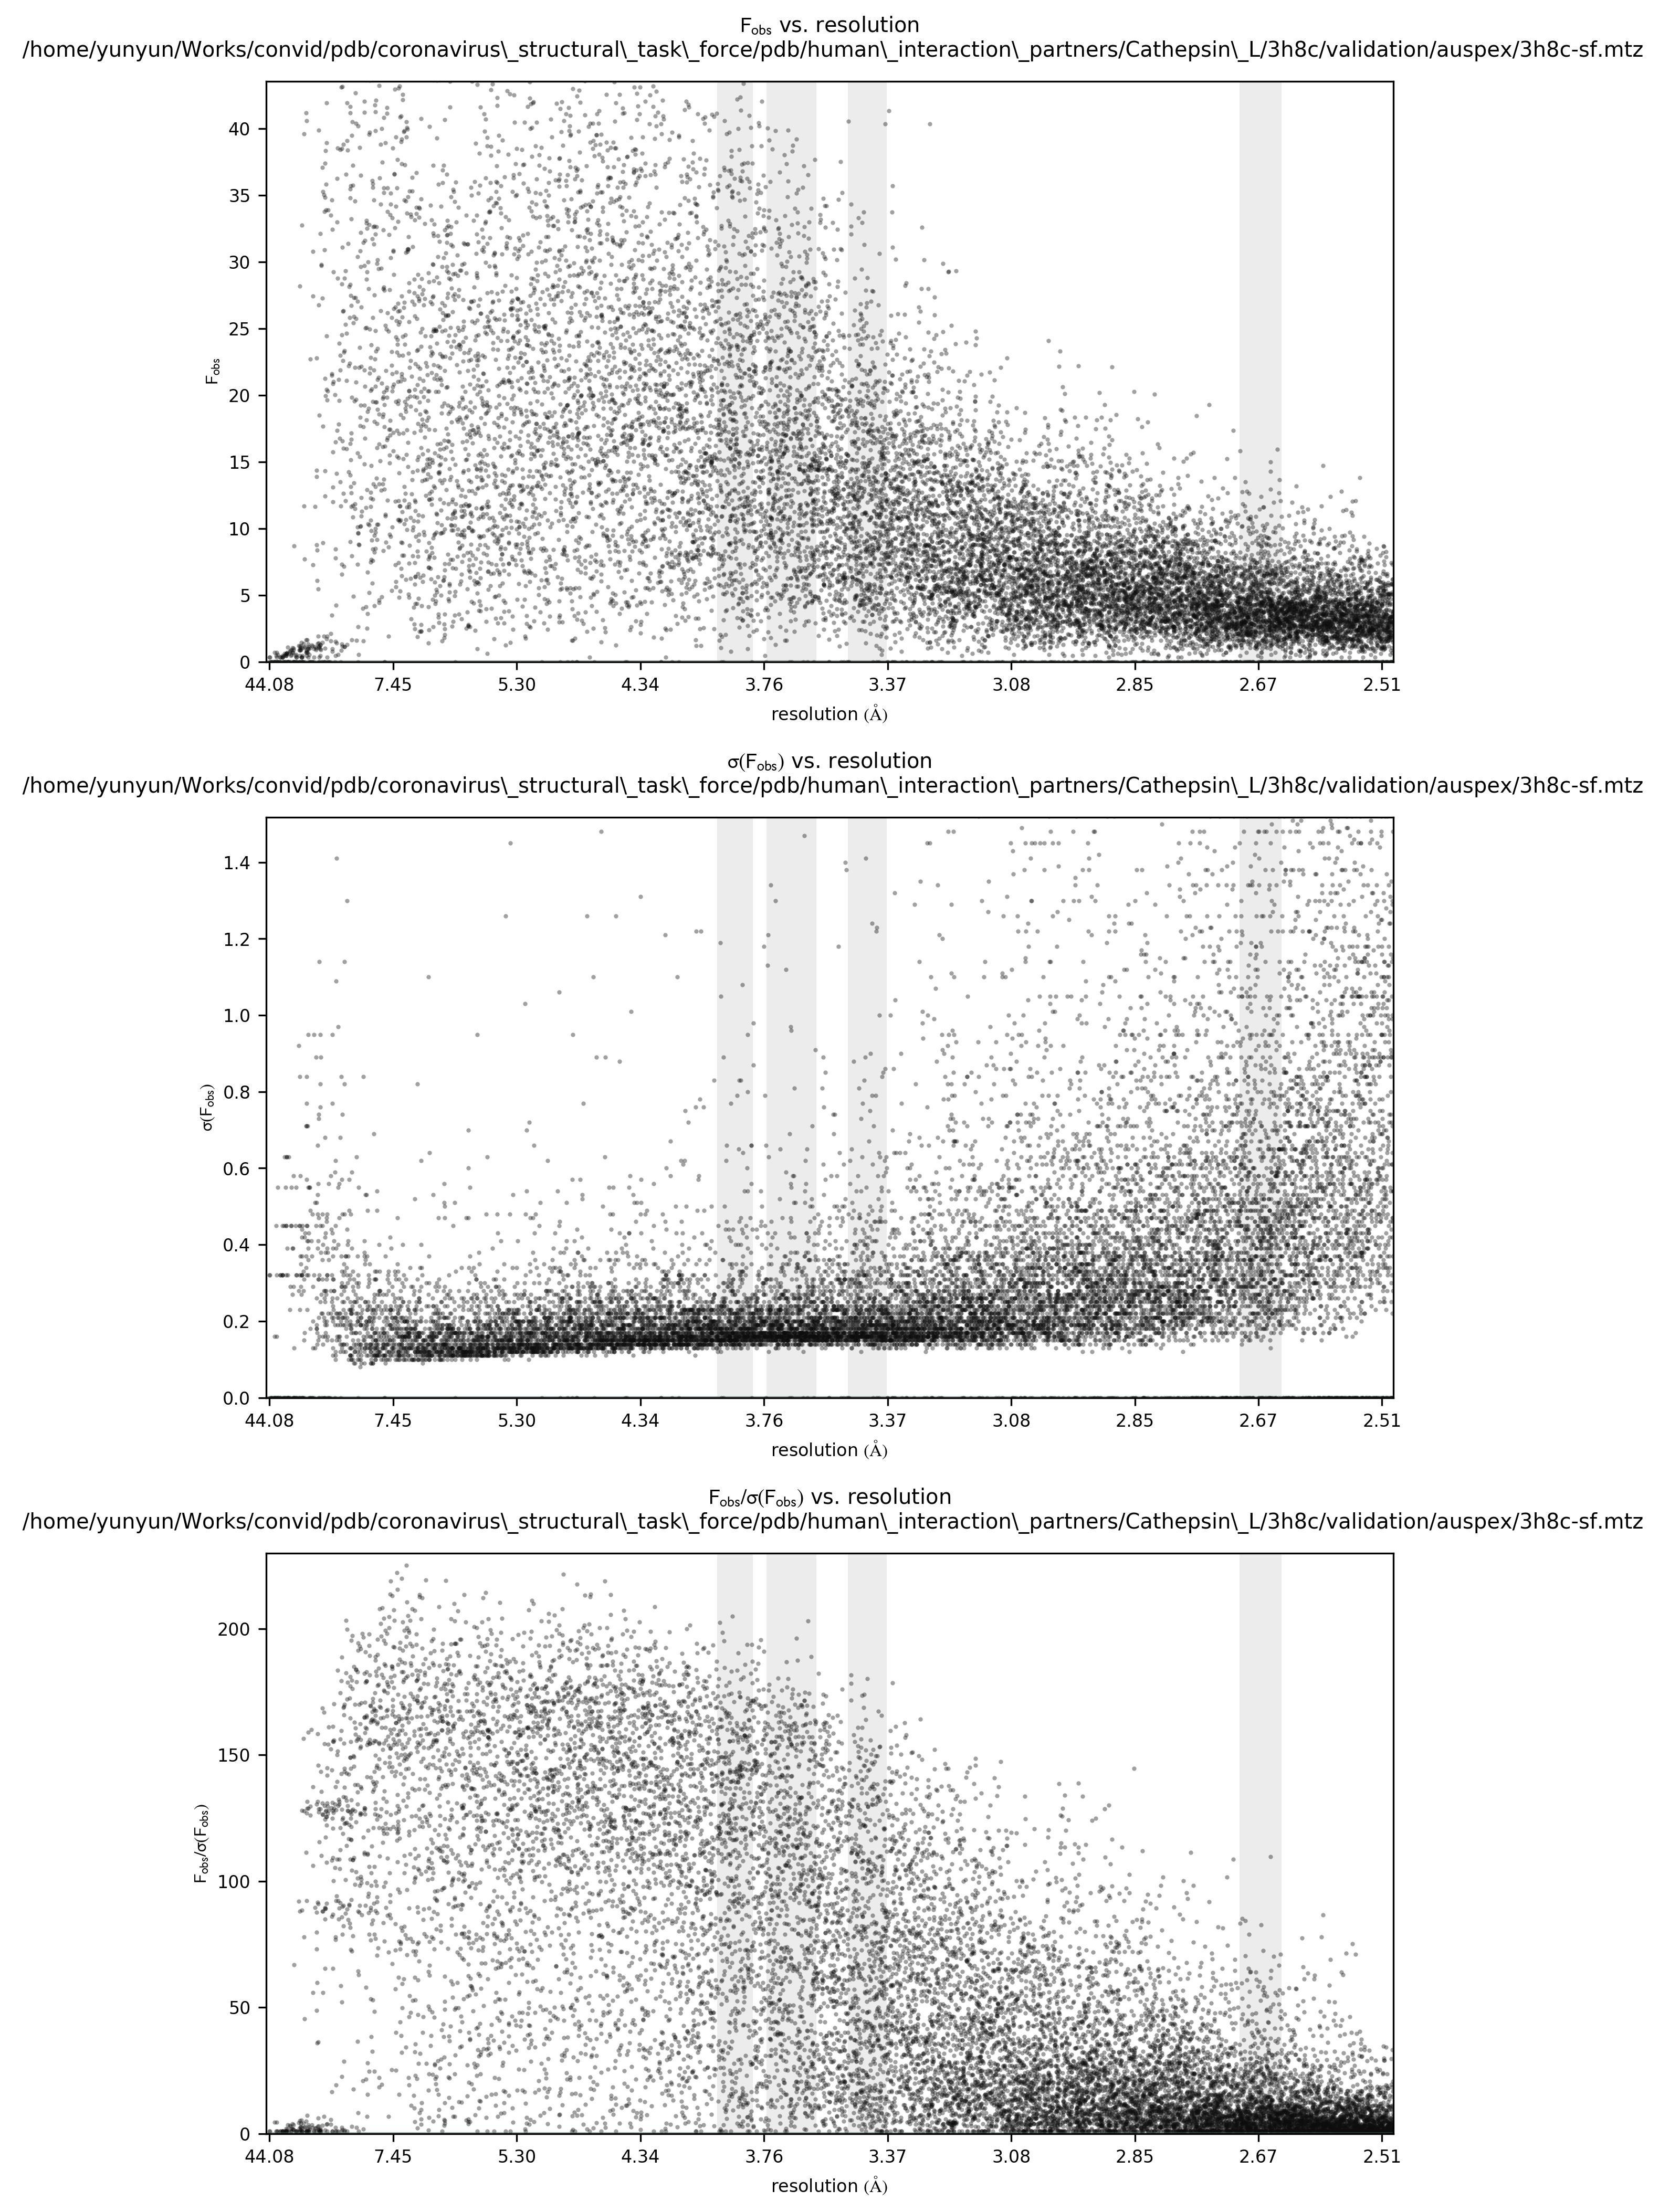 Fobs vs. resolution
/home/yunyun/Works/convid/pdb/coronavirus\_structural\_task\_force/pdb/human\_interaction\_partners/Cathepsin\_L/3h8c/validation/auspex/3h8c-sf.mtz
40
35
30
25
20
15
10
5
0
Fobs
44.08 7.45 5.30 4.34 3.76 3.37 3.08 2.85 2.67 2.51
resolution (Å)
σ(Fobs) vs. resolution
/home/yunyun/Works/convid/pdb/coronavirus\_structural\_task\_force/pdb/human\_interaction\_partners/Cathepsin\_L/3h8c/validation/auspex/3h8c-sf.mtz
1.4
1.2
1.0
0.8
0.6
0.4
0.2
0.0
σ(Fobs)
44.08 7.45 5.30 4.34 3.76 3.37 3.08 2.85 2.67 2.51
resolution (Å)
Fobs/σ(Fobs) vs. resolution
/home/yunyun/Works/convid/pdb/coronavirus\_structural\_task\_force/pdb/human\_interaction\_partners/Cathepsin\_L/3h8c/validation/auspex/3h8c-sf.mtz
200
150
100
50
0
Fobs/σ(Fobs)
44.08 7.45 5.30 4.34 3.76 3.37 3.08 2.85 2.67 2.51
resolution (Å)